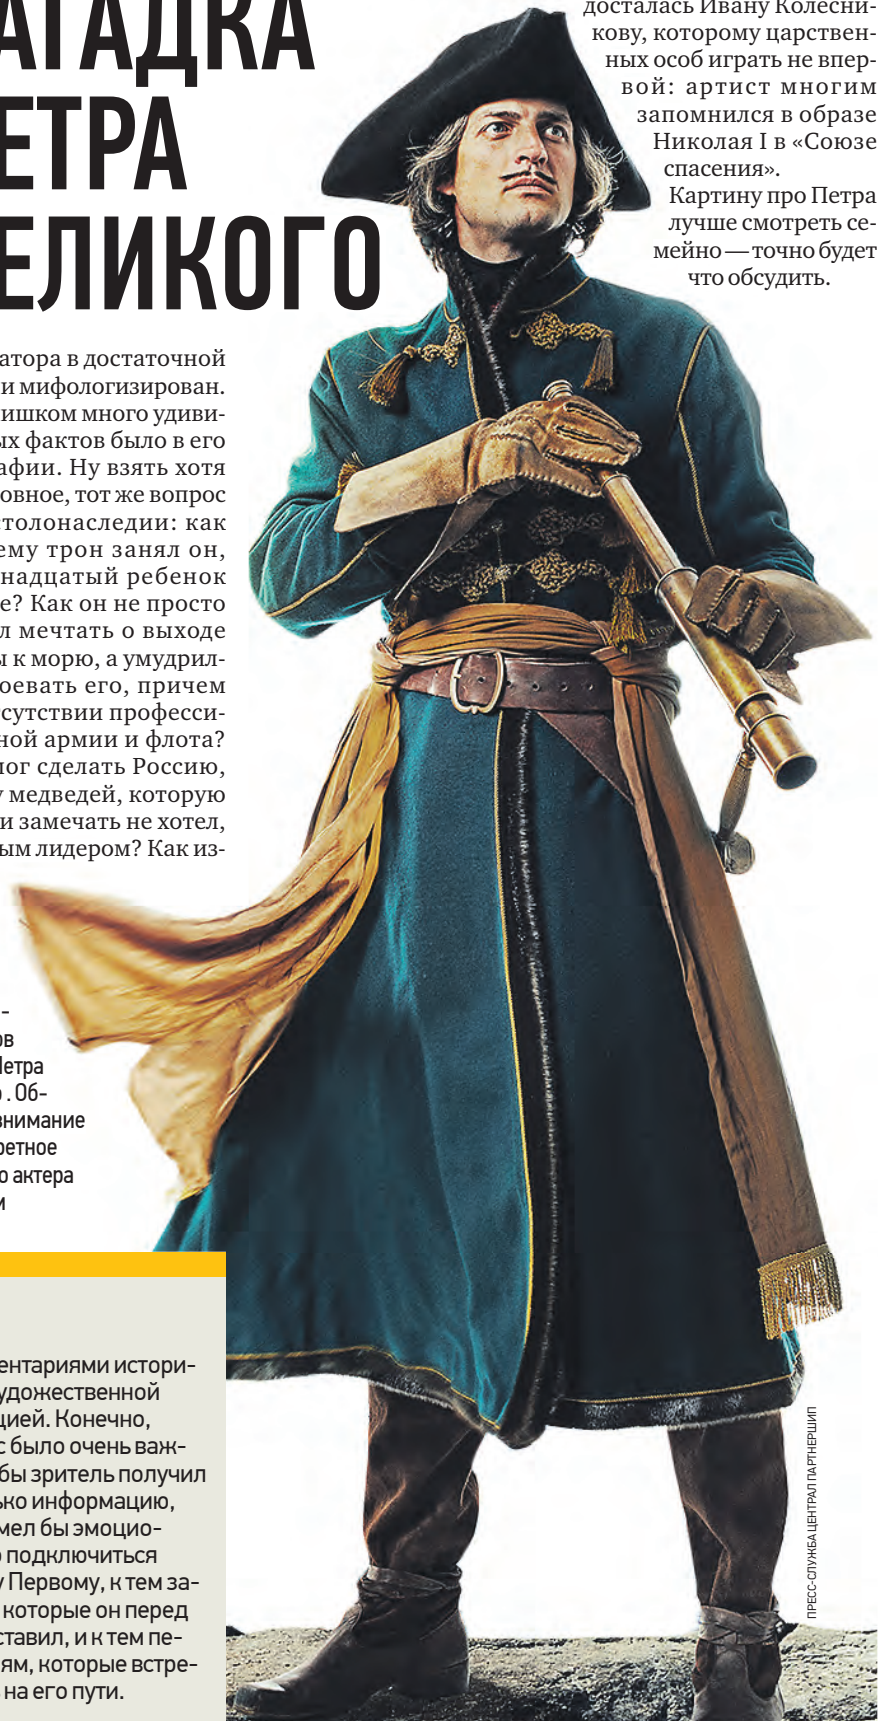 АГАДКА
ЕТРА
ЕЛИКОГО
атора в достаточной
и мифологизирован.
ишком много удиви-
ых фактов было в его
афии. Ну взять хотя
овное, тот же вопрос
столонаследии: как
ему трон занял он,
надцатый ребенок
е? Как он не просто
л мечтать о выходе
ы к морю, а умудрил-
оевать его, причем
тсутствии професси-
ной армии и флота?
лог сделать Россию,
у медведей, которую
и замечать не хотел,
ым лидером? Как из-
досталась Ивану Колесни-
кову, которому царствен-
ных особ играть не впер-
вой: артист многим
запомнился в образе
Николая I в «Союзе
спасения».
Картину про Петра
лучше смотреть се-
мейно — точно будет
что обсудить.
-
ов
Петра
о . Об-
внимание
ретное
о актера
м
ентариями истори-
удожественной
цией. Конечно,
с было очень важ-
бы зритель получил
ько информацию,
мел бы эмоцио-
о подключиться
у Первому, к тем за-
которые он перед
ставил, и к тем пе-
ям, которые встре-
на его пути.
ПРЕСС-СЛУЖБА ЦЕНТРАЛ ПАРТНЕРШИП